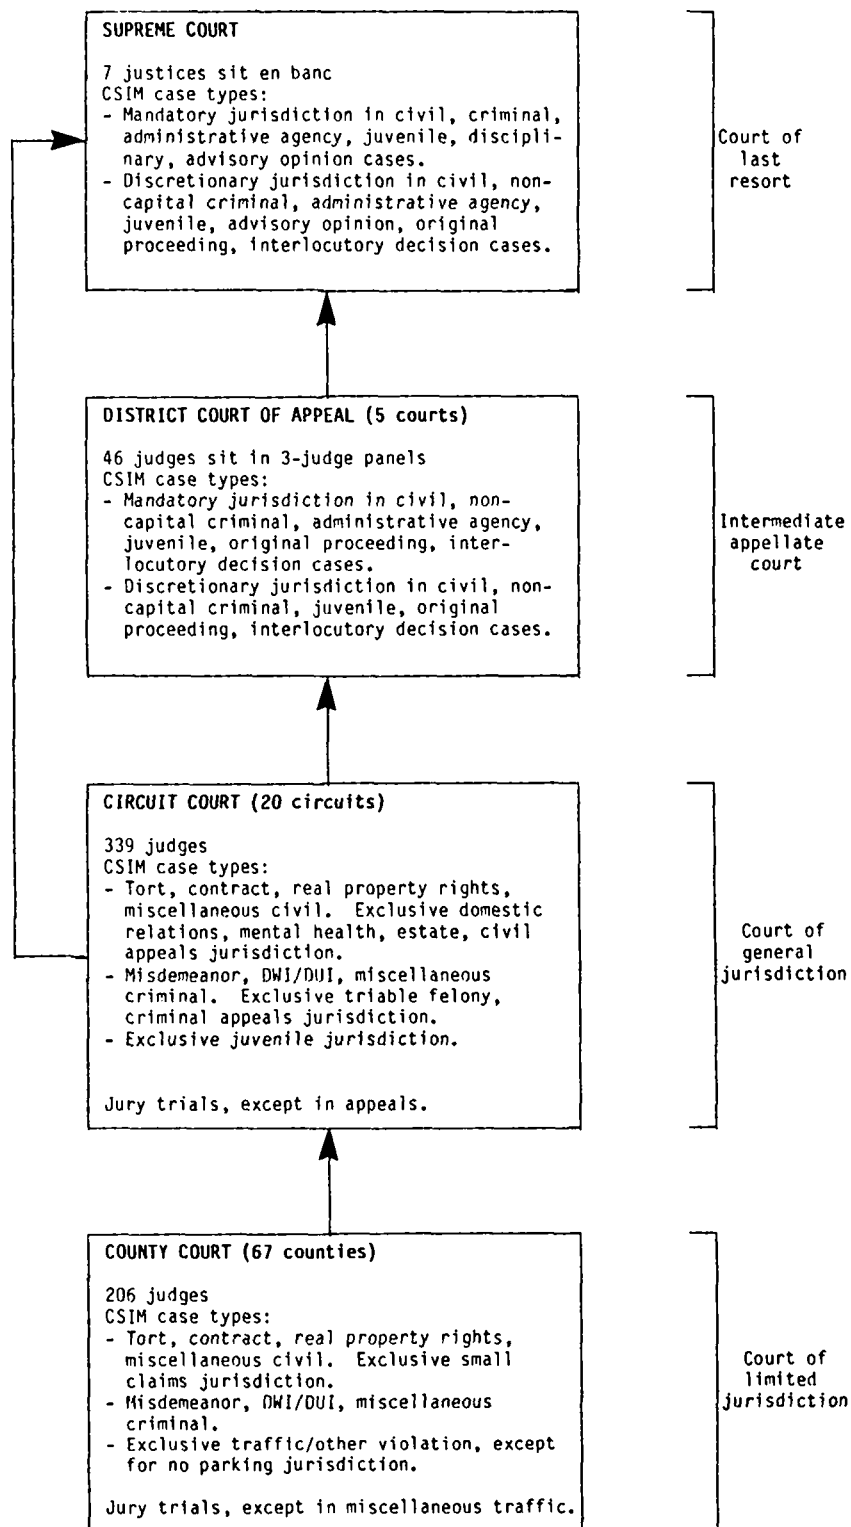 SUPREME COURT
7 justices sit en banc
CSIM case types:
- Mandatory jurisdiction in civil, criminal,
administrative agency, juvenile, discipli-
nary, advisory opinion cases.
- Discretionary jurisdiction in civil, non-
capital criminal, administrative agency,
juvenile, advisory opinion, original
proceeding, interlocutory decision cases.
Court of
last
resort
DISTRICT COURT OF APPEAL (5 courts)
46 judges sit in 3-judge panels
CSIM case types:
- Mandatory jurisdiction in civil, non-
capital criminal, administrative agency,
juvenile, original proceeding, inter-
locutory decision cases.
- Discretionary jurisdiction in civil, non-
capital criminal, juvenile, original
proceeding, interlocutory decision cases.
Intermediate
appellate
court
CIRCUIT COURT (20 circuits)
339 judges
CSIM case types:
- Tort, contract, real property rights,
miscellaneous civil. Exclusive domestic
relations, mental health, estate, civil
appeals jurisdiction.
- Misdemeanor, DWI/DUI, miscellaneous
criminal. Exclusive triable felony,
criminal appeals jurisdiction.
- Exclusive juvenile jurisdiction.
Jury trials, except in appeals.
Court of
general
jurisdiction
COUNTY COURT (67 counties)
206 judges
CSIM case types:
- Tort, contract, real property rights,
miscellaneous civil. Exclusive small
claims jurisdiction.
- Misdemeanor, DWI/DUI, miscellaneous
criminal.
- Exclusive traffic/other violation, except
for no parking jurisdiction.
Jury trials, except in miscellaneous traffic.
Court of
limited
jurisdiction